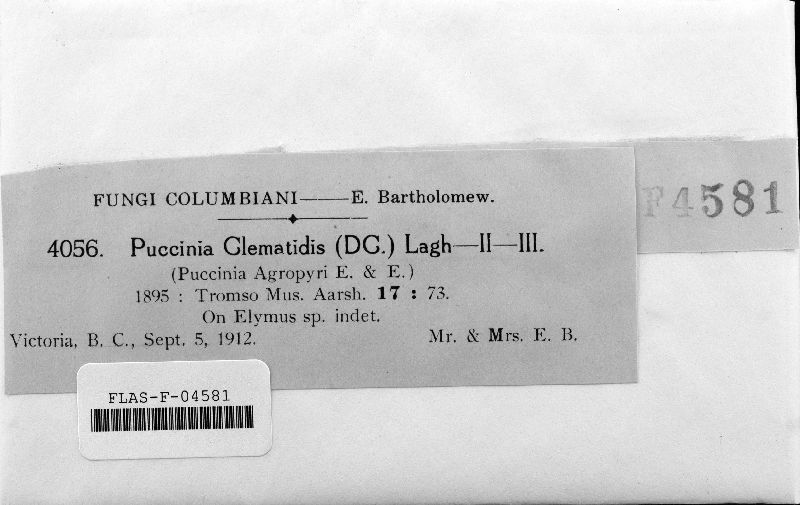 FUNGI COLUMBIANI——E. Bartholomew.
F4581
4056. Puccinia Clematidis (DC.) Lagh—II—III.
(Puccinia Agropyri E. & E.)
1895 : Tromso Mus. Aarsh. 17 : 73.
On Elymus sp. indet.
Victoria, B. C., Sept. 5, 1912. Mr. & Mrs. E. B.
FLAS-F-04581